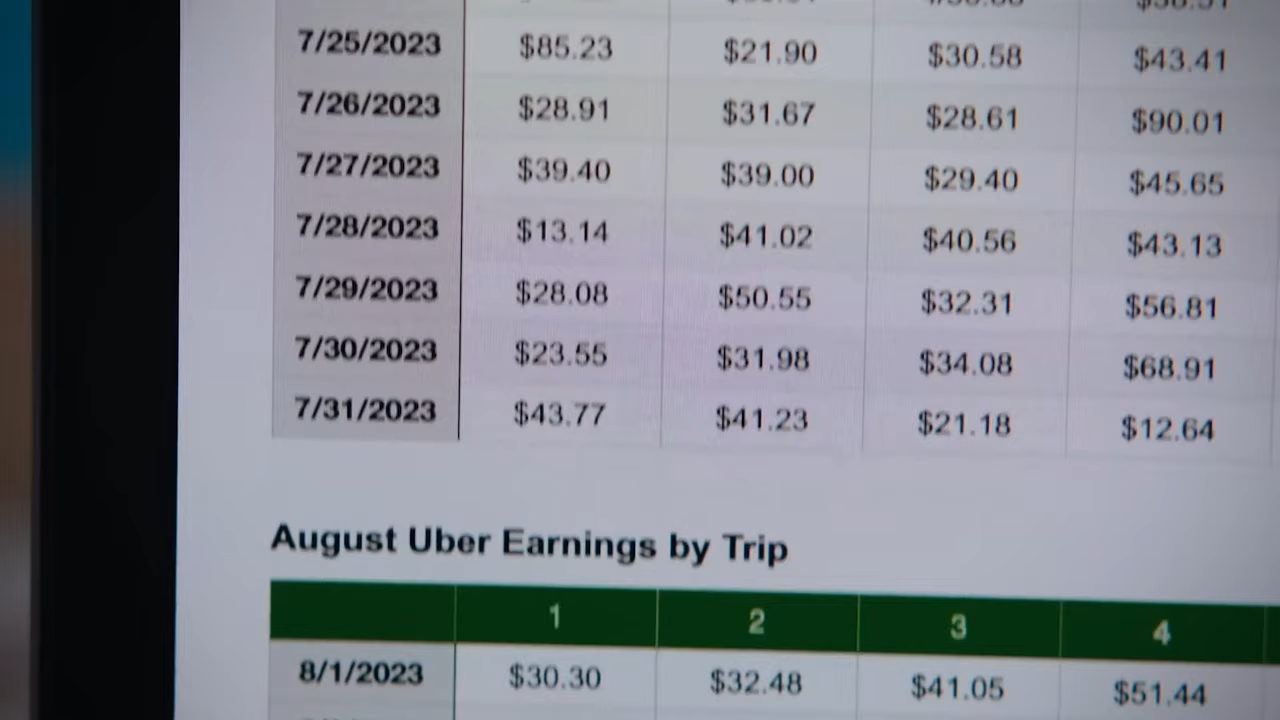 7/25/2023 $85.23 $21.90 $30.58 $43.41
7/26/2023 $28.91 $31.67 $28.61 $90.01
7/27/2023 $39.40 $39.00 $29.40 $45.65
7/28/2023 $13.14 $41.02 $40.56 $43.13
7/29/2023 $28.08 $50.55 $32.31 $56.81
7/30/2023 $23.55 $31.98 $34.08 $68.91
7/31/2023 $43.77 $41.23 $21.18 $12.64
August Uber Earnings by Trip
1 2 3 4
8/1/2023 $30.30 $32.48 $41.05 $51.44